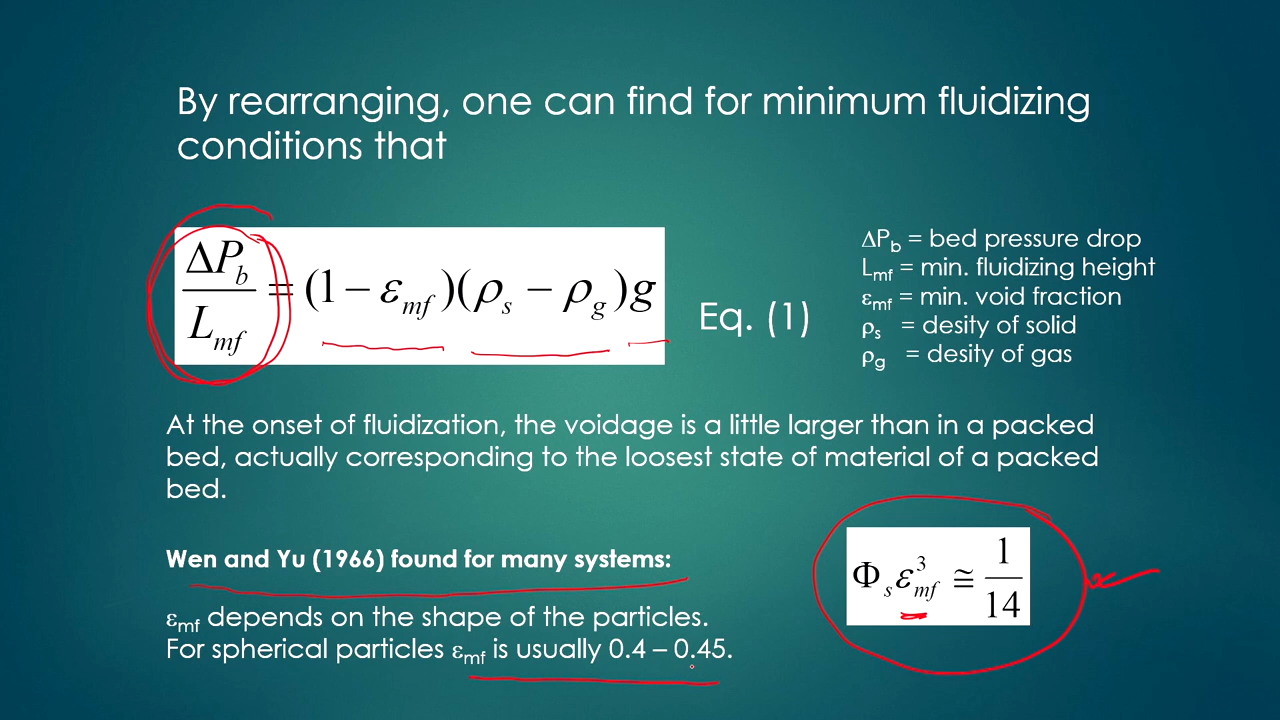 By rearranging, one can find for minimum fluidizing
conditions that
ΔP_b / L_mf = (1 − ε_mf)(ρ_s − ρ_g)g
Eq. (1)
ΔP_b = bed pressure drop
L_mf = min. fluidizing height
ε_mf = min. void fraction
ρ_s = desity of solid
ρ_g = desity of gas
At the onset of fluidization, the voidage is a little larger than in a packed
bed, actually corresponding to the loosest state of material of a packed
bed.
Wen and Yu (1966) found for many systems:
Φ_s ε_mf^3 ≅ 1/14
ε_mf depends on the shape of the particles.
For spherical particles ε_mf is usually 0.4 – 0.45.